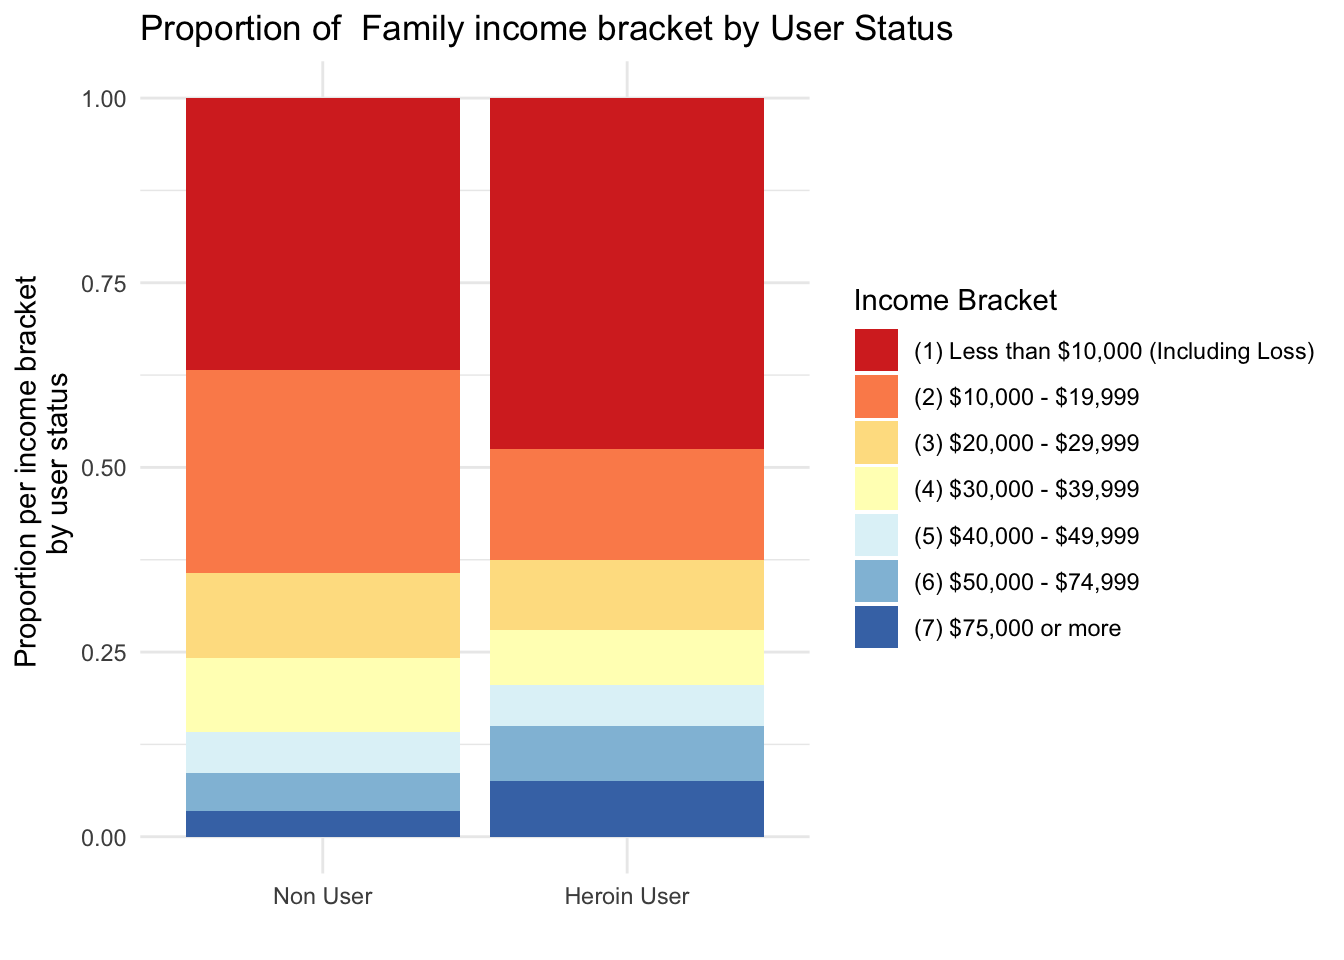 Proportion of  Family income bracket by User Status
Proportion per income bracket
by user status
1.00
0.75
0.50
0.25
0.00
Non User
Heroin User
Income Bracket
(1) Less than $10,000 (Including Loss)
(2) $10,000 - $19,999
(3) $20,000 - $29,999
(4) $30,000 - $39,999
(5) $40,000 - $49,999
(6) $50,000 - $74,999
(7) $75,000 or more